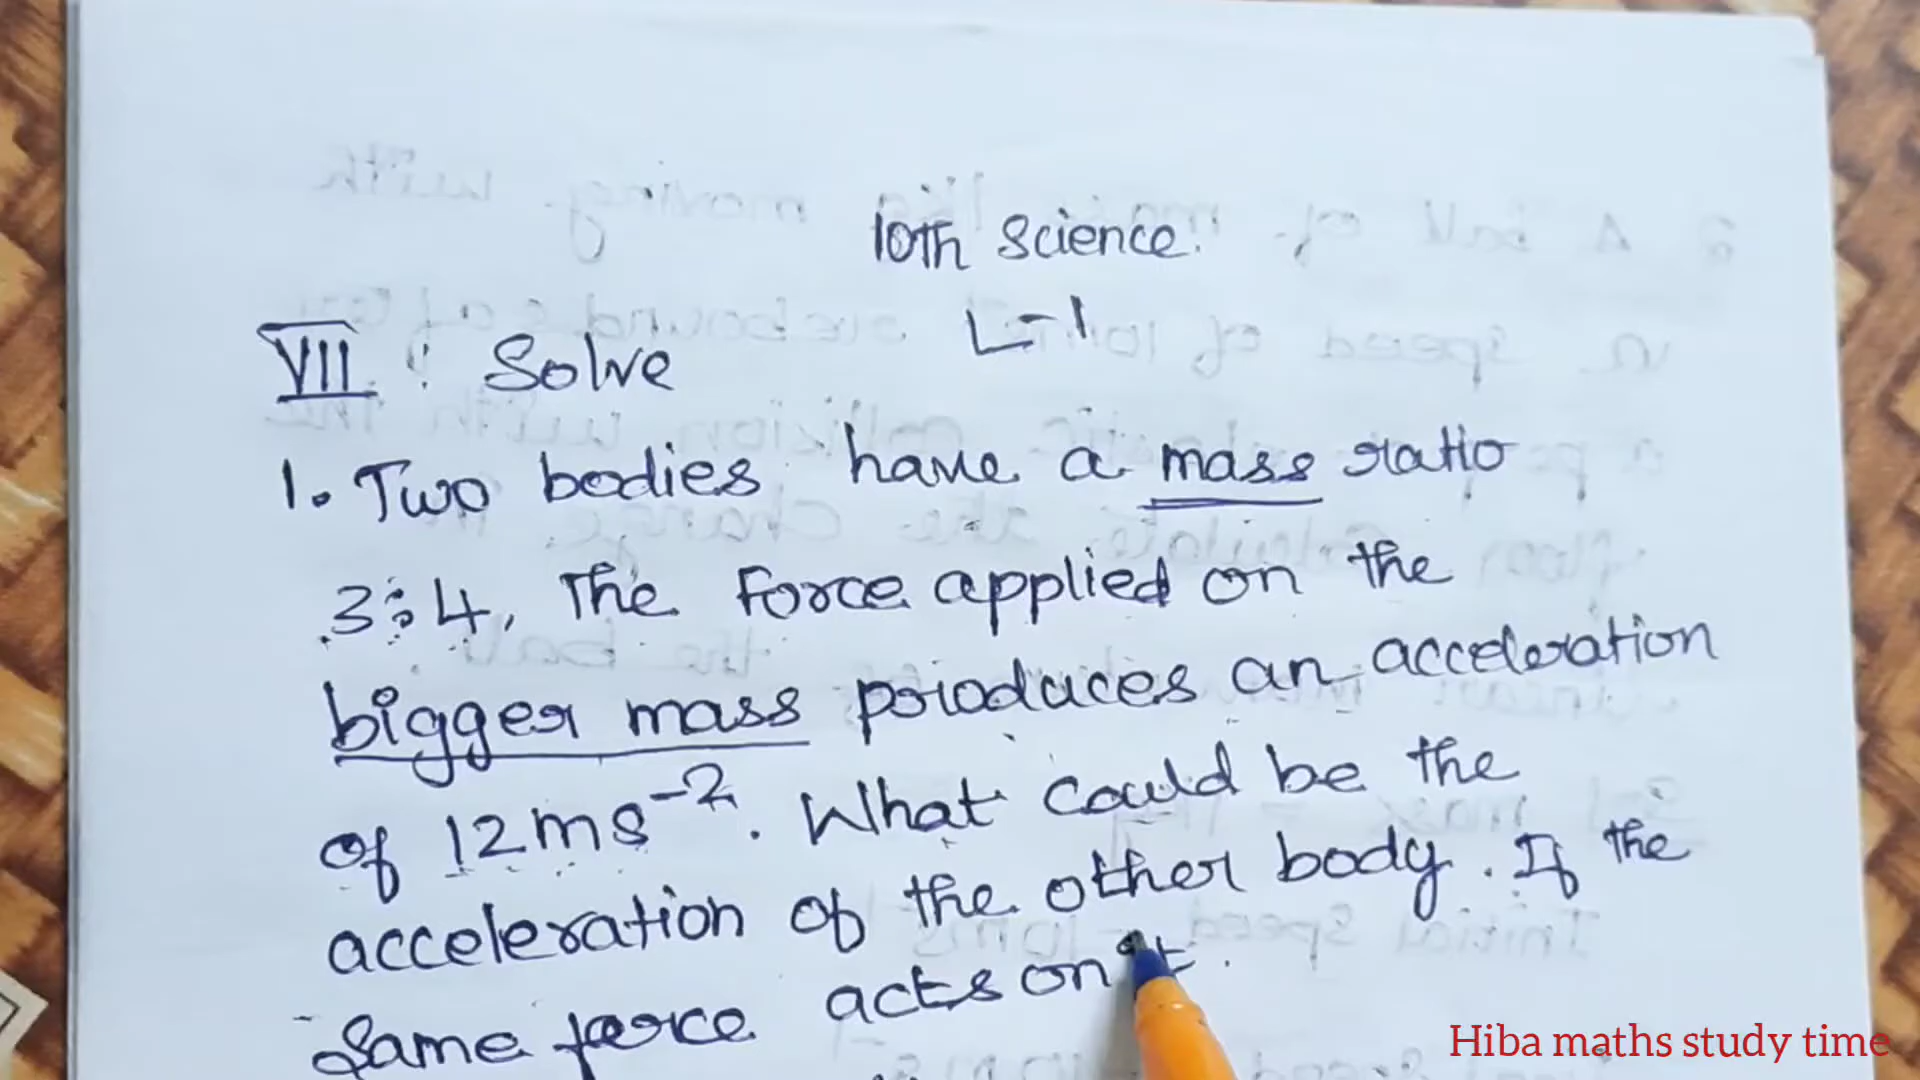 10th Science.
L-1
VII. Solve
1. Two bodies have a mass ratio
3:4, The Force applied on the
bigger mass produces an acceleration
of 12ms⁻². What could be the
acceleration of the other body. If the
Same force acts on it.
Hiba maths study time